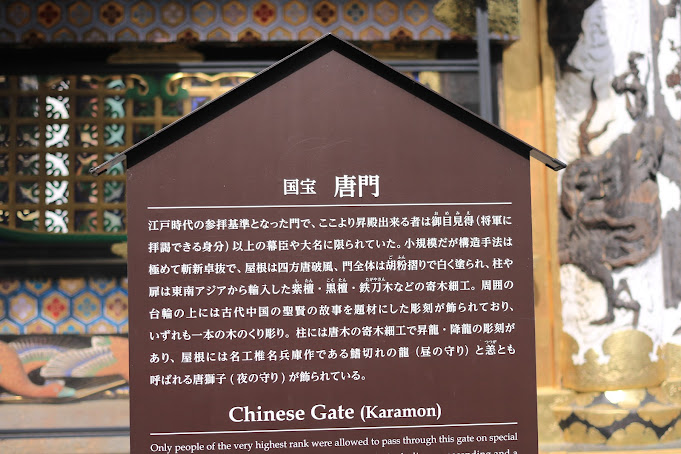 国宝 唐門
江戸時代の参拝基準となった門で、ここより昇殿出来る者は御目見得(将軍に
拝謁できる身分)以上の幕臣や大名に限られていた。小規模だが構造手法は
極めて斬新卓抜で、屋根は四方唐破風、門全体は胡粉摺りで白く塗られ、柱や
扉は東南アジアから輸入した紫檀・黒檀・鉄刀木などの寄木細工。周囲の
台輪の上には古代中国の聖賢の故事を題材にした彫刻が飾られており、
いずれも一本の木のくり彫り。柱には唐木の寄木細工で昇龍・降龍の彫刻が
あり、屋根には名工椎名兵庫作である鰭切れの龍(昼の守り)と恙とも
呼ばれる唐獅子(夜の守り)が飾られている。
Chinese Gate (Karamon)
Only people of the very highest rank were allowed to pass through this gate on special